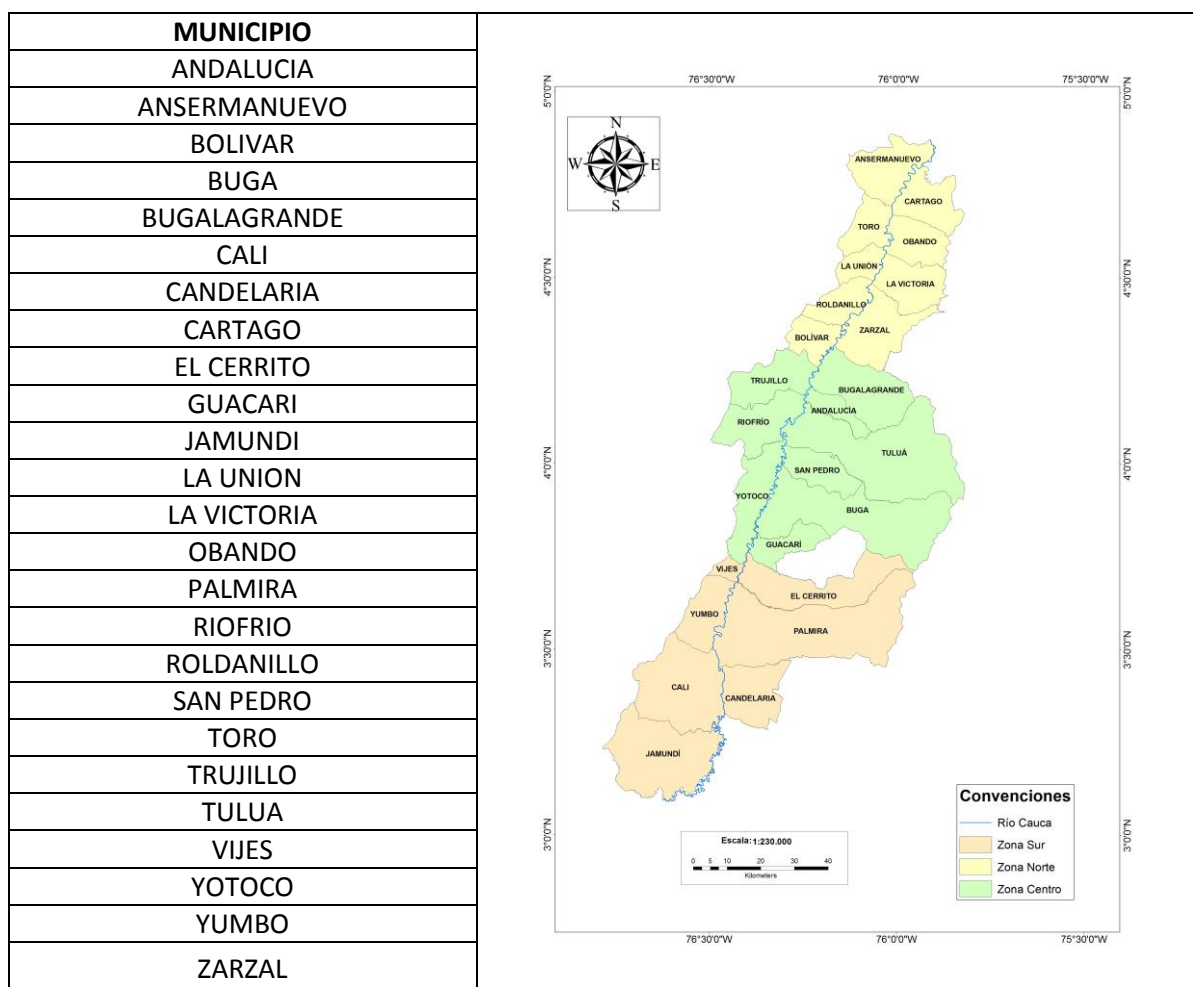 MUNICIPIO
ANDALUCIA
ANSERMANUEVO
BOLIVAR
BUGA
BUGALAGRANDE
CALI
CANDELARIA
CARTAGO
EL CERRITO
GUACARI
JAMUNDI
LA UNION
LA VICTORIA
OBANDO
PALMIRA
RIOFRIO
ROLDANILLO
SAN PEDRO
TORO
TRUJILLO
TULUA
VIJES
YOTOCO
YUMBO
ZARZAL
76°30'0"W 76°0'0"W 75°30'0"W
5°0'0"N 5°0'0"N
N
W E
S
ANSERMANUEVO
CARTAGO
TORO
OBANDO
LA UNIÓN
4°30'0"N 4°30'0"N
LA VICTORIA
ROLDANILLO
ZARZAL
BOLÍVAR
TRUJILLO
BUGALAGRANDE
ANDALUCÍA
RIOFRÍO
TULUÁ
4°0'0"N 4°0'0"N
SAN PEDRO
YOTOCO
BUGA
GUACARÍ
VIJES
EL CERRITO
YUMBO
PALMIRA
3°30'0"N 3°30'0"N
CALI
CANDELARIA
JAMUNDÍ
3°0'0"N 3°0'0"N
Convenciones
Río Cauca
Zona Sur
Zona Norte
Zona Centro
Escala:1:230.000
0 5 10 20 30 40
Kilometers
76°30'0"W 76°0'0"W 75°30'0"W